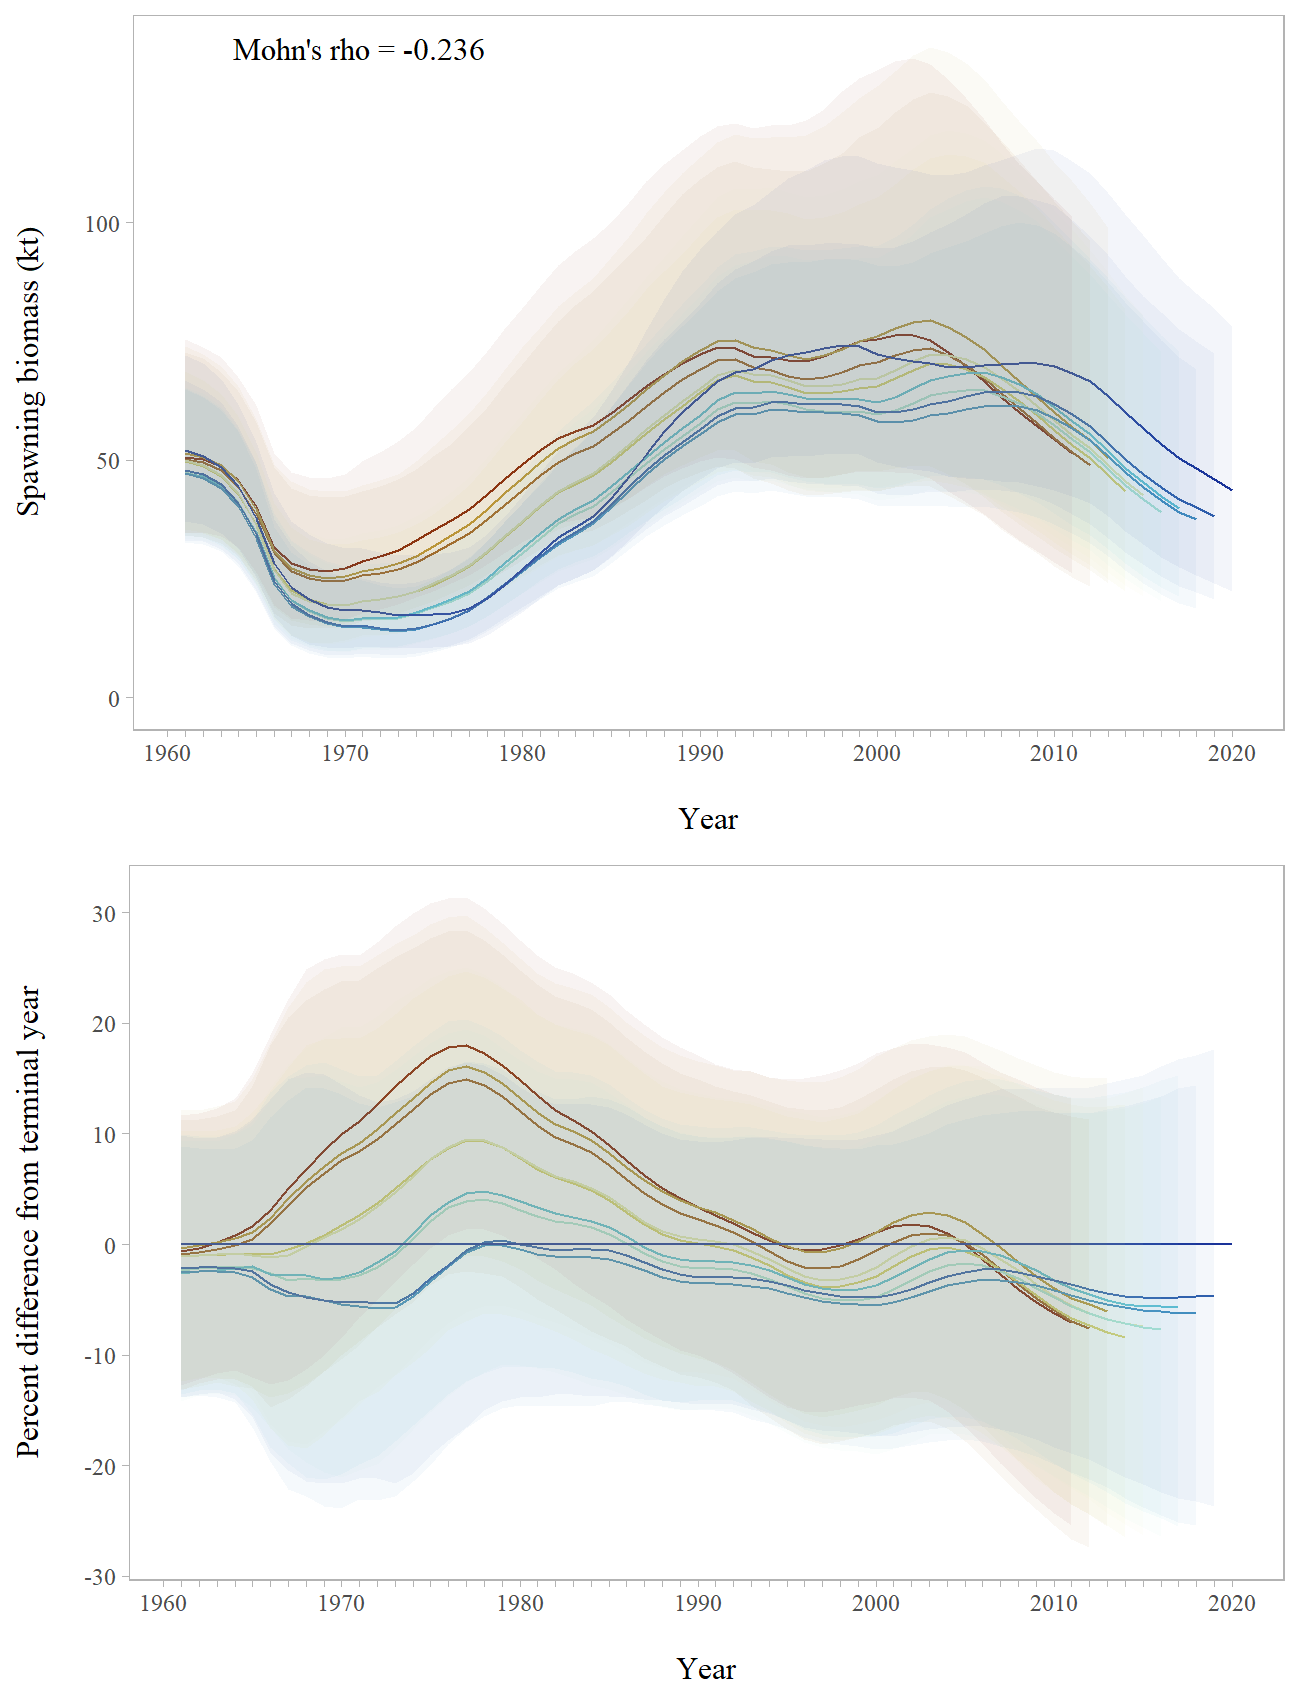 Mohn's rho = -0.236
Spawning biomass (kt)
100
50
0
1960 1970 1980 1990 2000 2010 2020
Year
Percent difference from terminal year
30
20
10
0
-10
-20
-30
1960 1970 1980 1990 2000 2010 2020
Year